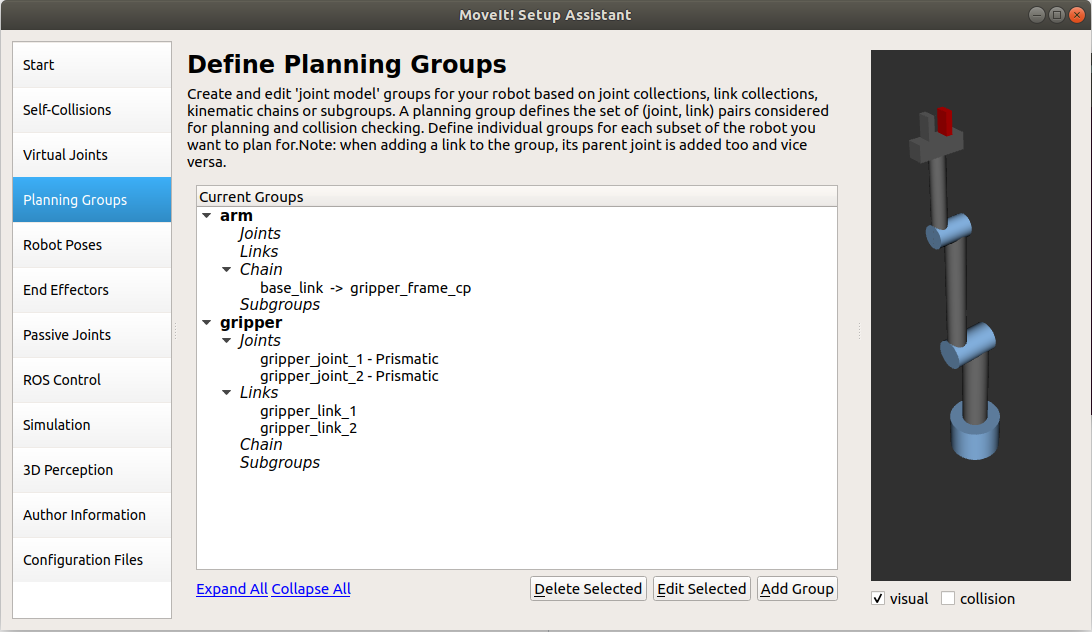 MoveIt! Setup Assistant
Start
Self-Collisions
Virtual Joints
Planning Groups
Robot Poses
End Effectors
Passive Joints
ROS Control
Simulation
3D Perception
Author Information
Configuration Files
Define Planning Groups
Create and edit 'joint model' groups for your robot based on joint collections, link collections,
kinematic chains or subgroups. A planning group defines the set of (joint, link) pairs considered
for planning and collision checking. Define individual groups for each subset of the robot you
want to plan for.Note: when adding a link to the group, its parent joint is added too and vice
versa.
Current Groups
arm
Joints
Links
Chain
base_link -> gripper_frame_cp
Subgroups
gripper
Joints
gripper_joint_1 - Prismatic
gripper_joint_2 - Prismatic
Links
gripper_link_1
gripper_link_2
Chain
Subgroups
Expand All Collapse All
Delete Selected Edit Selected Add Group
visual collision